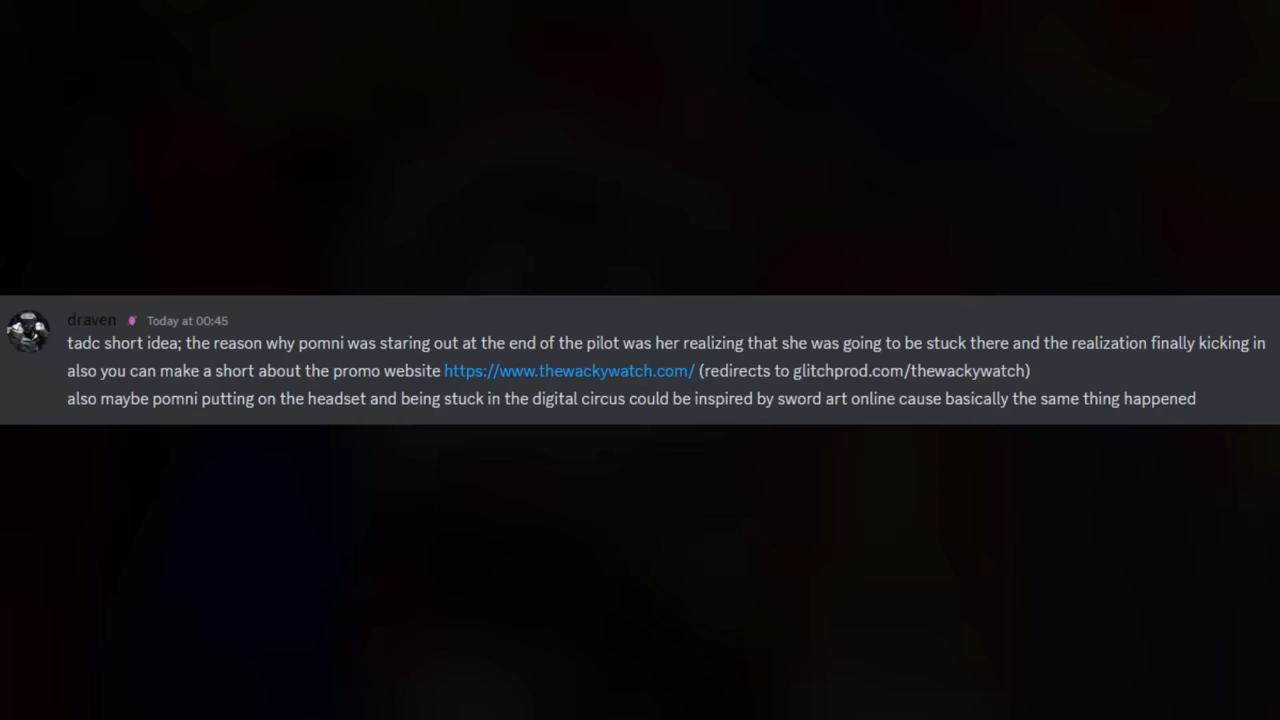 draven Today at 00:45
tadc short idea; the reason why pomni was staring out at the end of the pilot was her realizing that she was going to be stuck there and the realization finally kicking in
also you can make a short about the promo website https://www.thewackywatch.com/ (redirects to glitchprod.com/thewackywatch)
also maybe pomni putting on the headset and being stuck in the digital circus could be inspired by sword art online cause basically the same thing happened